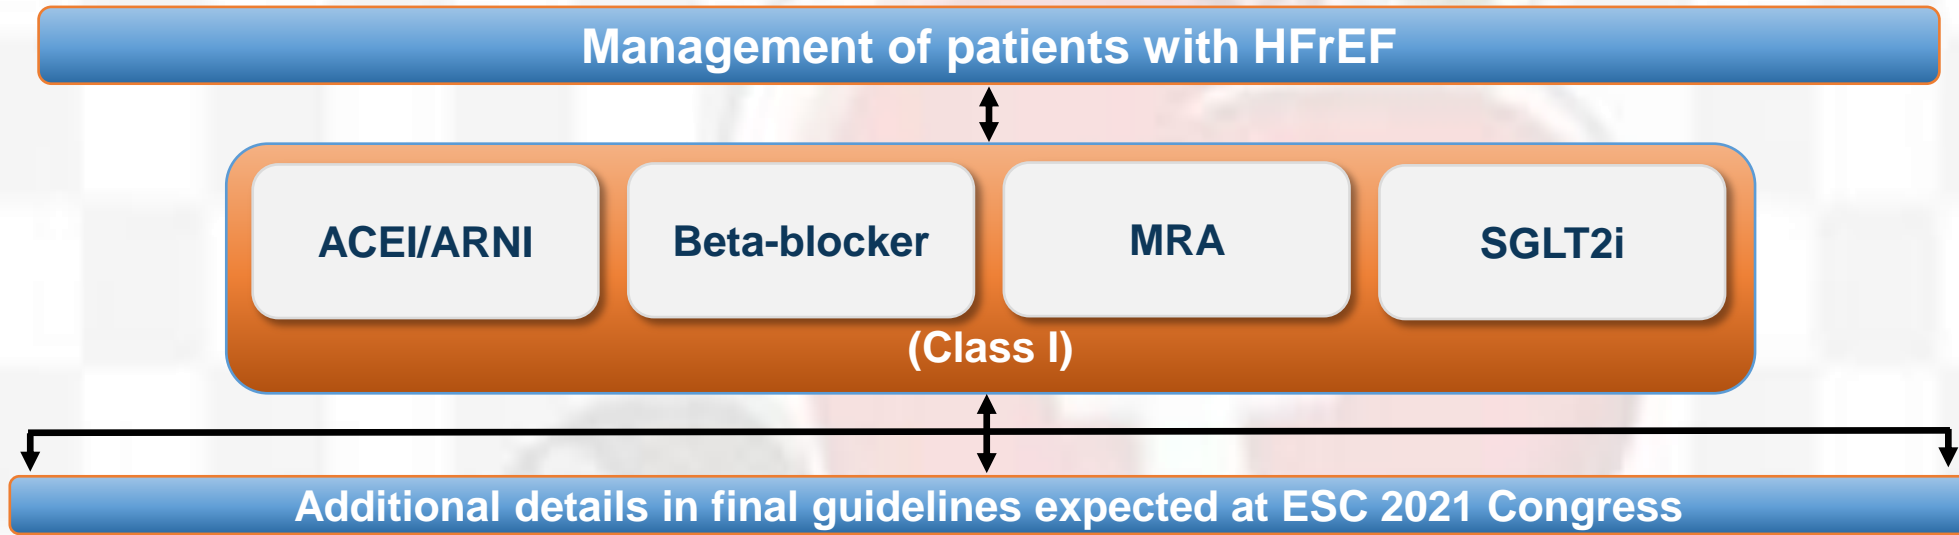 Management of patients with HFrEF
ACEI/ARNI
Beta-blocker
MRA
SGLT2i
(Class I)
Additional details in final guidelines expected at ESC 2021 Congress